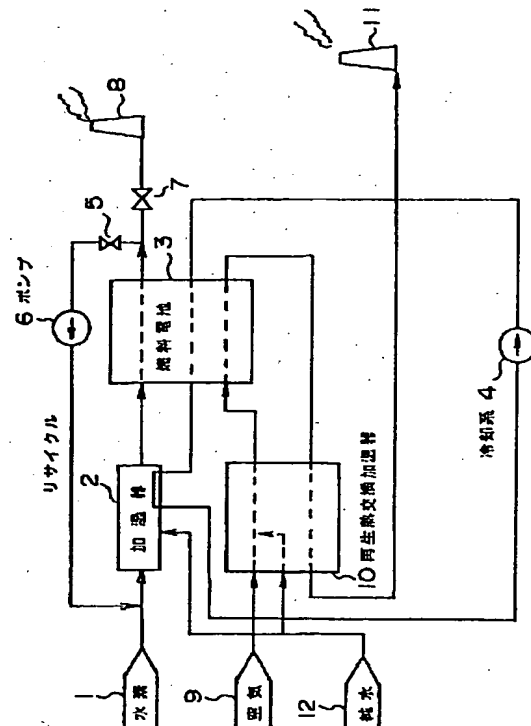 1
水素
2
加湿器
リサイクル
6 ポンプ
5
7
8
3
燃料電池
9
空気
10 再生熱交換加湿器
11
12
純水
冷却系 4